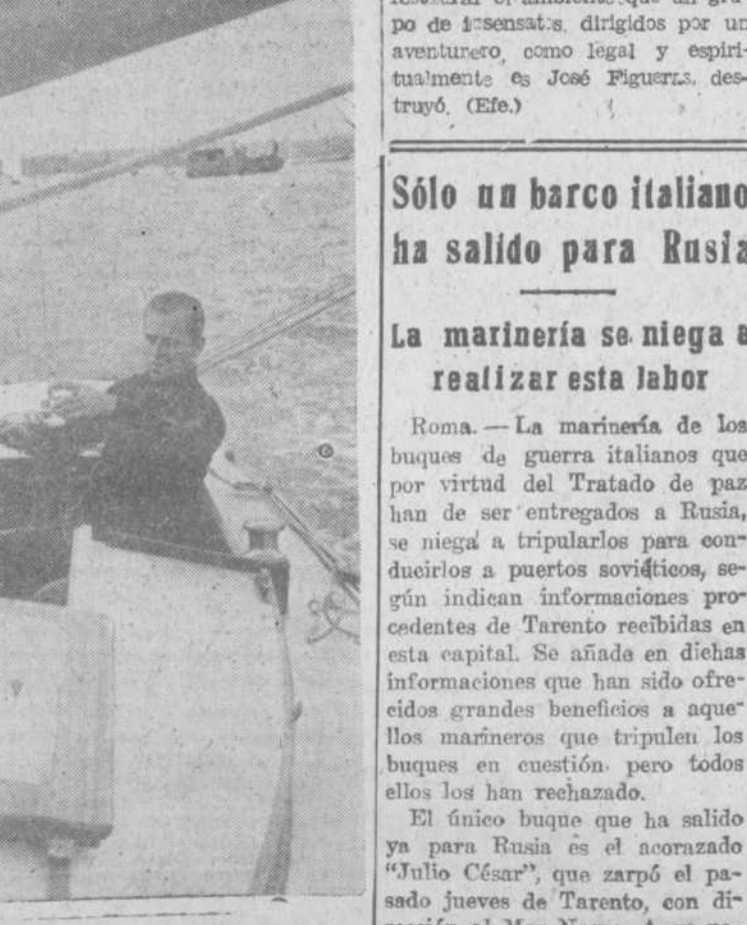 po de insensatos, dirigidos por un
aventurero, como legal y espiri-
tualmente es José Figueres, des-
truyó. (Efe.)
Sólo un barco italiano
ha salido para Rusia
La marinería se niega a
realizar esta labor
Roma. — La marinería de los
buques de guerra italianos que
por virtud del Tratado de paz
han de ser entregados a Rusia,
se niega a tripularlos para con-
ducirlos a puertos soviéticos, se-
gún indican informaciones pro-
cedentes de Tarento recibidas en
esta capital. Se añade en dichas
informaciones que han sido ofre-
cidos grandes beneficios a aque-
llos marineros que tripulen los
buques en cuestión. pero todos
ellos los han rechazado.
El único buque que ha salido
ya para Rusia es el acorazado
"Julio César", que zarpó el pa-
sado jueves de Tarento, con di-